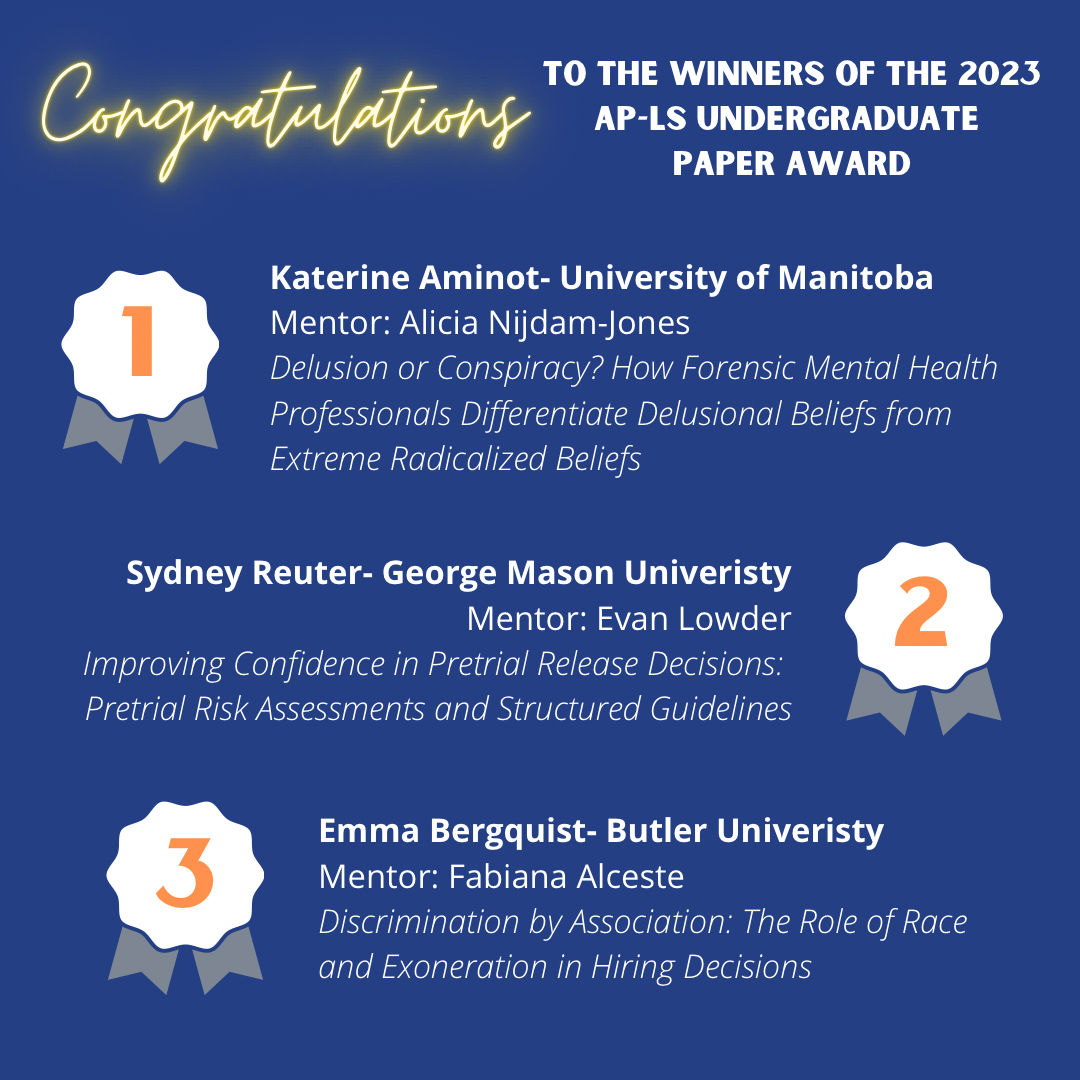 Congratulations
TO THE WINNERS OF THE 2023
AP-LS UNDERGRADUATE
PAPER AWARD
1
Katerine Aminot- University of Manitoba
Mentor: Alicia Nijdam-Jones
Delusion or Conspiracy? How Forensic Mental Health
Professionals Differentiate Delusional Beliefs from
Extreme Radicalized Beliefs
2
Sydney Reuter- George Mason Univeristy
Mentor: Evan Lowder
Improving Confidence in Pretrial Release Decisions:
Pretrial Risk Assessments and Structured Guidelines
3
Emma Bergquist- Butler Univeristy
Mentor: Fabiana Alceste
Discrimination by Association: The Role of Race
and Exoneration in Hiring Decisions